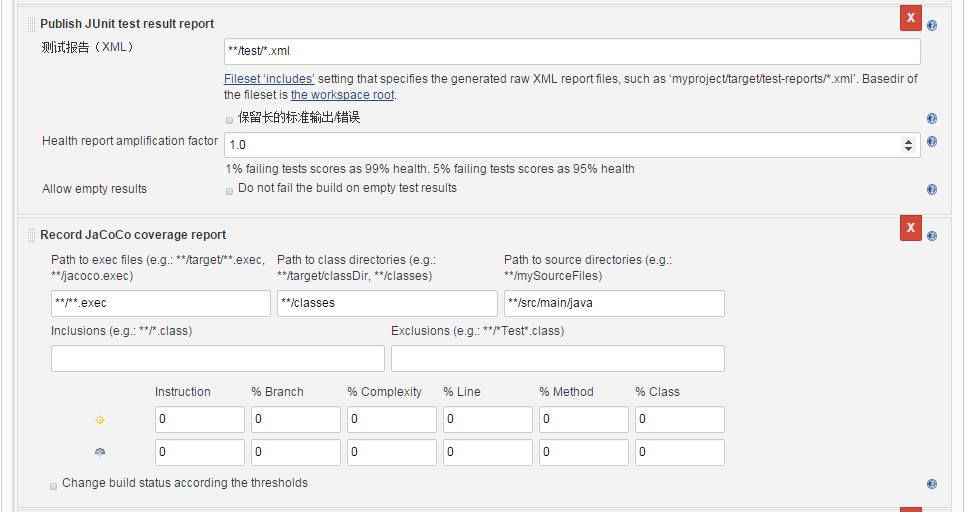 Publish JUnit test result report
X
测试报告（XML）
**/test/*.xml
Fileset ‘includes’ setting that specifies the generated raw XML report files, such as ‘myproject/target/test-reports/*.xml’. Basedir of
the fileset is the workspace root.
保留长的标准输出/错误
Health report amplification factor
1.0
1% failing tests scores as 99% health. 5% failing tests scores as 95% health
Allow empty results
Do not fail the build on empty test results
Record JaCoCo coverage report
X
Path to exec files (e.g.: **/target/**.exec,
**/jacoco.exec)
Path to class directories (e.g.:
**/target/classDir, **/classes)
Path to source directories (e.g.:
**/mySourceFiles)
**/**.exec
**/classes
**/src/main/java
Inclusions (e.g.: **/*.class)
Exclusions (e.g.: **/*Test*.class)
Instruction
% Branch
% Complexity
% Line
% Method
% Class
0 0 0 0 0 0
0 0 0 0 0 0
Change build status according the thresholds